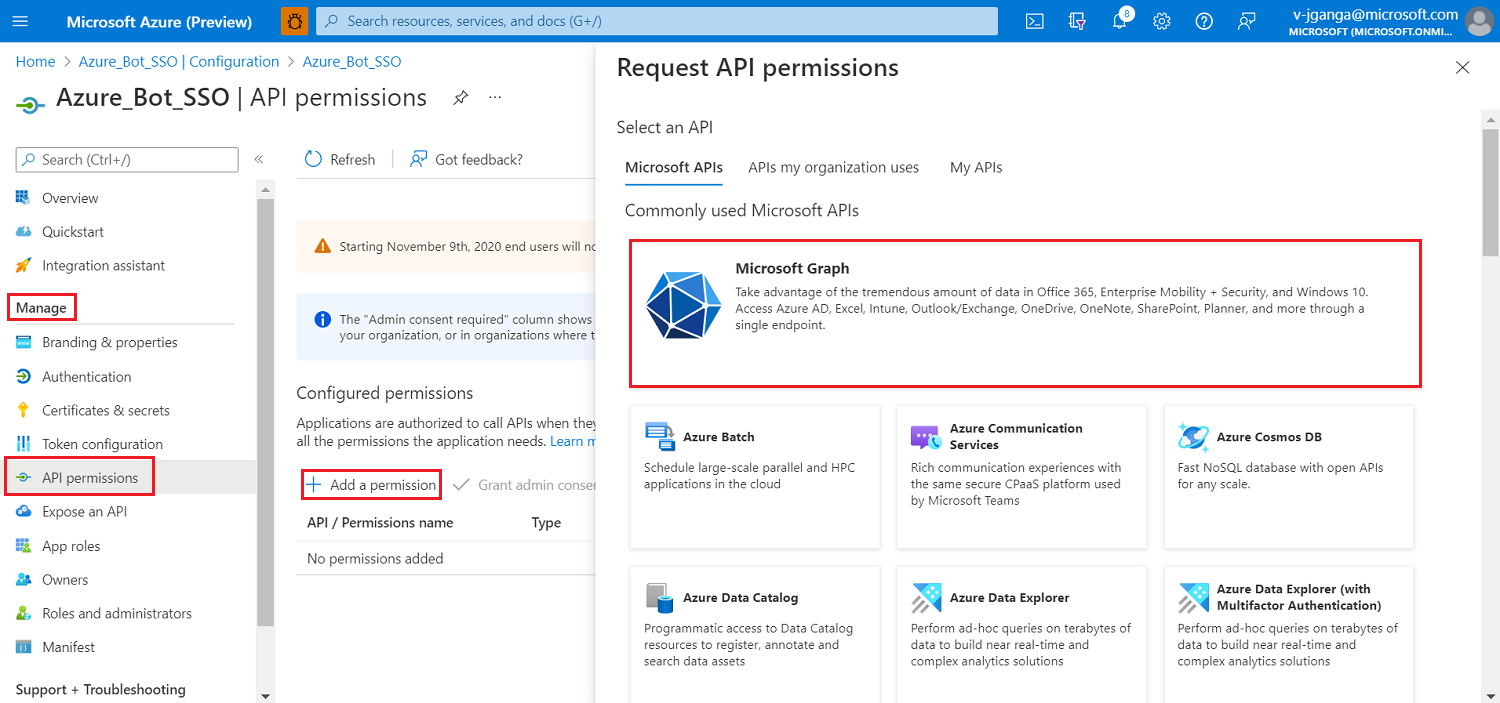 Microsoft Azure (Preview)
Search resources, services, and docs (G+/)
8
v-jganga@microsoft.com
MICROSOFT (MICROSOFT.ONMI...
Home > Azure_Bot_SSO | Configuration > Azure_Bot_SSO
Azure_Bot_SSO | API permissions
...
Search (Ctrl+/)
«
Overview
Quickstart
Integration assistant
Manage
Branding & properties
Authentication
Certificates & secrets
Token configuration
API permissions
Expose an API
App roles
Owners
Roles and administrators
Manifest
Support + Troubleshooting
Refresh
Got feedback?
Starting November 9th, 2020 end users will no
The "Admin consent required" column shows
your organization, or in organizations where t
Configured permissions
Applications are authorized to call APIs when they
all the permissions the application needs. Learn m
Add a permission
Grant admin conser
API / Permissions name Type
No permissions added
Request API permissions
Select an API
Microsoft APIs APIs my organization uses My APIs
Commonly used Microsoft APIs
Microsoft Graph
Take advantage of the tremendous amount of data in Office 365, Enterprise Mobility + Security, and Windows 10.
Access Azure AD, Excel, Intune, Outlook/Exchange, OneDrive, OneNote, SharePoint, Planner, and more through a
single endpoint.
Azure Batch
Schedule large-scale parallel and HPC
applications in the cloud
Azure Communication
Services
Rich communication experiences with
the same secure CPaaS platform used
by Microsoft Teams
Azure Cosmos DB
Fast NoSQL database with open APIs
for any scale.
Azure Data Catalog
Programmatic access to Data Catalog
resources to register, annotate and
search data assets
Azure Data Explorer
Perform ad-hoc queries on terabytes of
data to build near real-time and
complex analytics solutions
Azure Data Explorer (with
Multifactor Authentication)
Perform ad-hoc queries on terabytes of
data to build near real-time and
complex analytics solutions